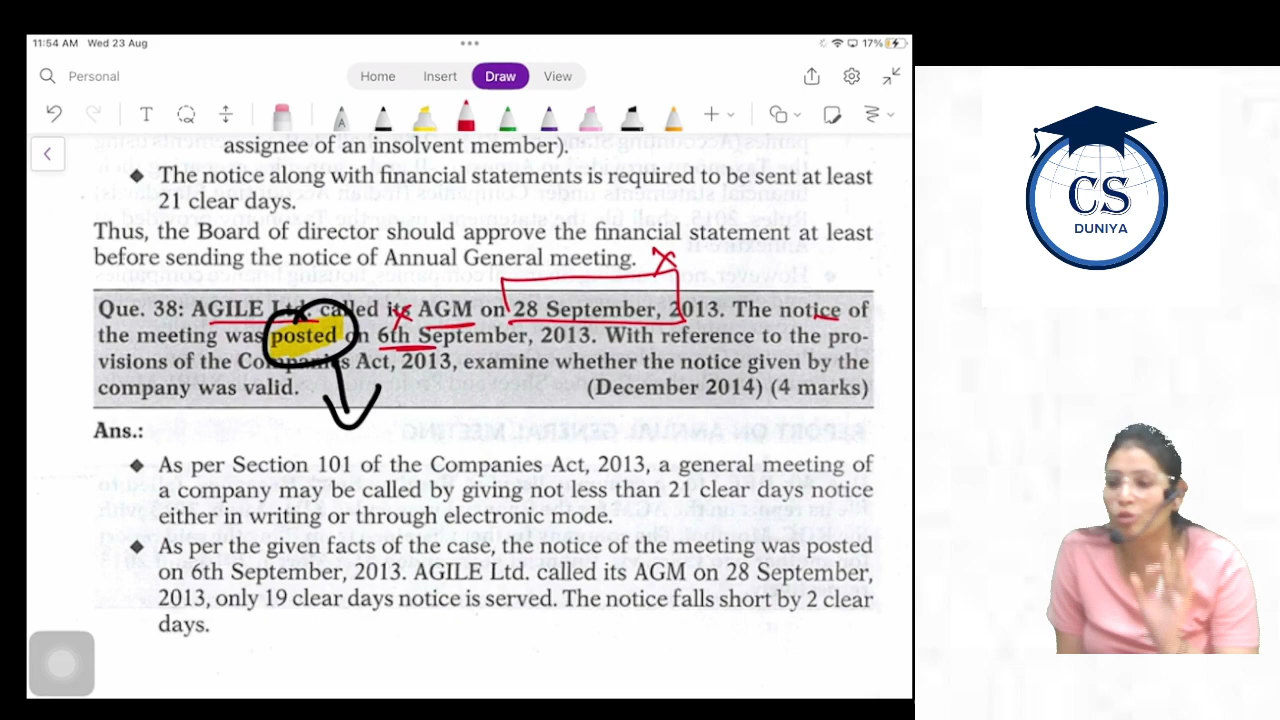 11:54 AM Wed 23 Aug
17%
Personal
Home Insert Draw View
assignee of an insolvent member).
◆ The notice along with financial statements is required to be sent at least
21 clear days.
Thus, the Board of director should approve the financial statement at least
before sending the notice of Annual General meeting.
Que. 38: AGILE Ltd. called its AGM on 28 September, 2013. The notice of
the meeting was posted on 6th September, 2013. With reference to the pro-
visions of the Companies Act, 2013, examine whether the notice given by the
company was valid. (December 2014) (4 marks)
Ans.:
◆ As per Section 101 of the Companies Act, 2013, a general meeting of
a company may be called by giving not less than 21 clear days notice
either in writing or through electronic mode.
◆ As per the given facts of the case, the notice of the meeting was posted
on 6th September, 2013. AGILE Ltd. called its AGM on 28 September,
2013, only 19 clear days notice is served. The notice falls short by 2 clear
days.
CS
DUNIYA